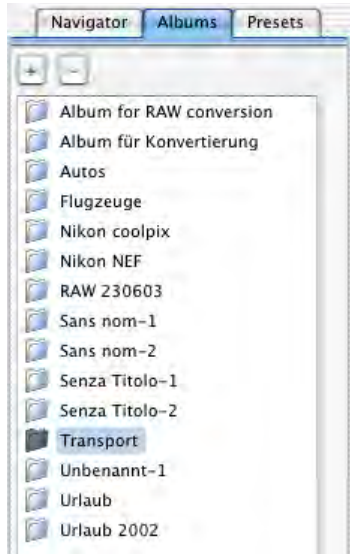 Navigator Albums Presets
+ -
Album for RAW conversion
Album für Konvertierung
Autos
Flugzeuge
Nikon coolpix
Nikon NEF
RAW 230603
Sans nom-1
Sans nom-2
Senza Titolo-1
Senza Titolo-2
Transport
Unbenannt-1
Urlaub
Urlaub 2002